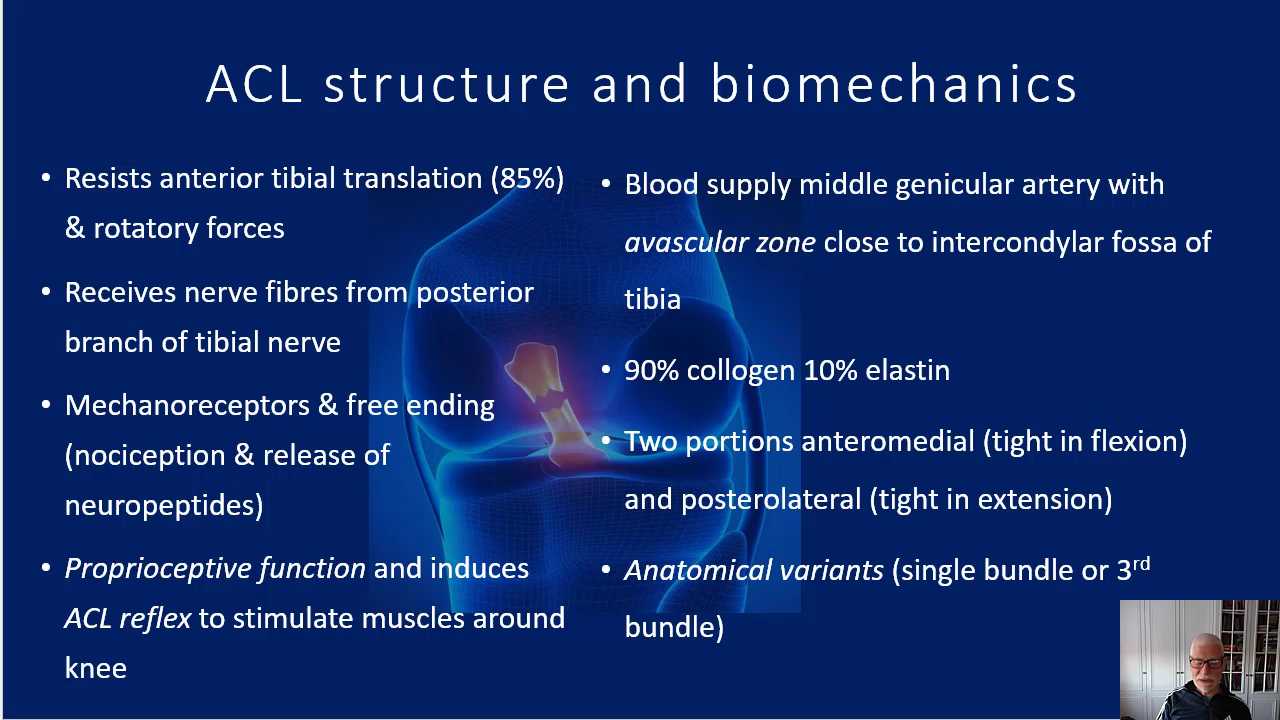 ACL structure and biomechanics
• Resists anterior tibial translation (85%)
& rotatory forces
• Receives nerve fibres from posterior
branch of tibial nerve
• Mechanoreceptors & free ending
(nociception & release of
neuropeptides)
• Proprioceptive function and induces
ACL reflex to stimulate muscles around
knee
• Blood supply middle genicular artery with
avascular zone close to intercondylar fossa of
tibia
• 90% collogen 10% elastin
• Two portions anteromedial (tight in flexion)
and posterolateral (tight in extension)
• Anatomical variants (single bundle or 3rd
bundle)